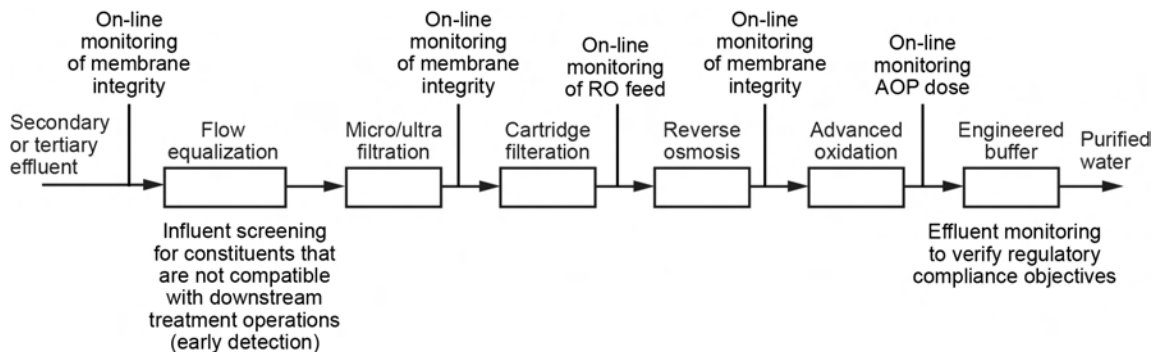 On-line
monitoring
of membrane
integrity
On-line
monitoring
of membrane
integrity
On-line
monitoring
of RO feed
On-line
monitoring
of membrane
integrity
On-line
monitoring
AOP dose
Secondary
or tertiary
effluent
Flow
equalization
Micro/ultra
filtration
Cartridge
filteration
Reverse
osmosis
Advanced
oxidation
Engineered
buffer
Purified
water
Influent screening
for constituents that
are not compatible
with downstream
treatment operations
(early detection)
Effluent monitoring
to verify regulatory
compliance objectives